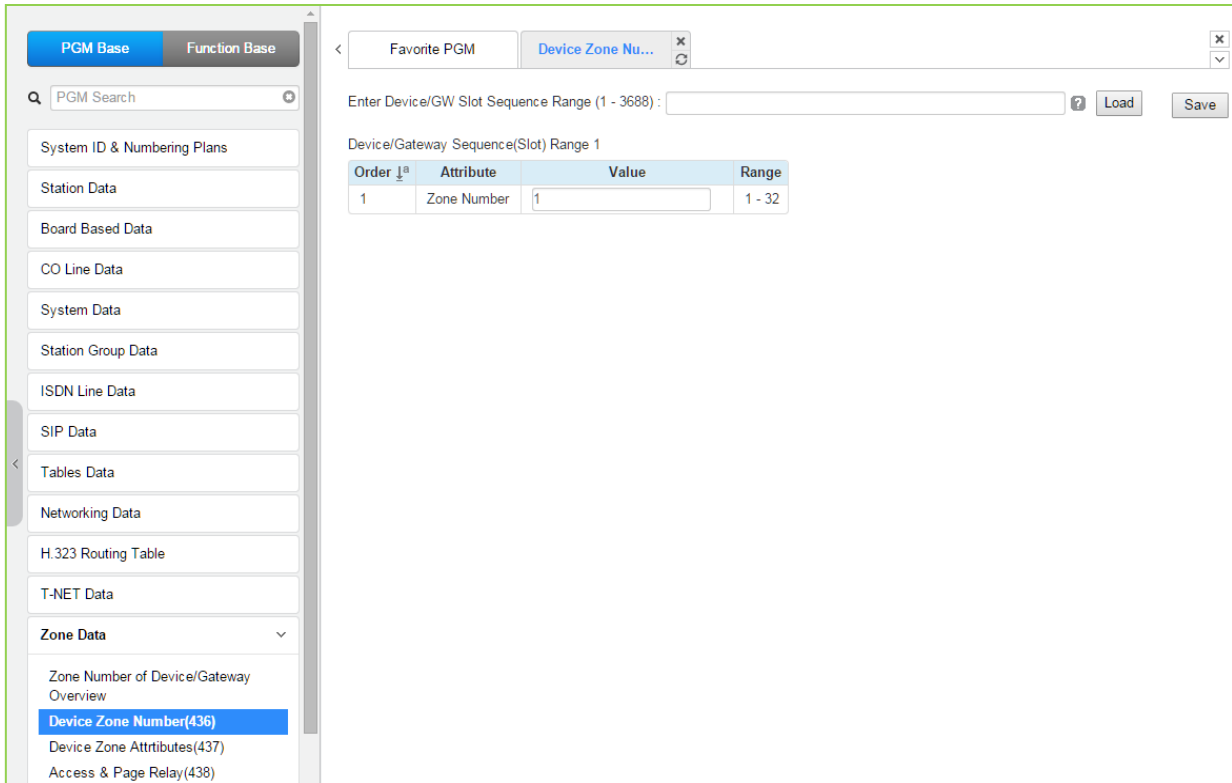 PGM Base Function Base
PGM Search
System ID & Numbering Plans
Station Data
Board Based Data
CO Line Data
System Data
Station Group Data
ISDN Line Data
SIP Data
Tables Data
Networking Data
H.323 Routing Table
T-NET Data
Zone Data
Zone Number of Device/Gateway
Overview
Device Zone Number(436)
Device Zone Attrtibutes(437)
Access & Page Relay(438)
Favorite PGM Device Zone Nu...
Enter Device/GW Slot Sequence Range (1 - 3688) : ? Load Save
Device/Gateway Sequence(Slot) Range 1
Order Attribute Value Range
1 Zone Number 1 1 - 32